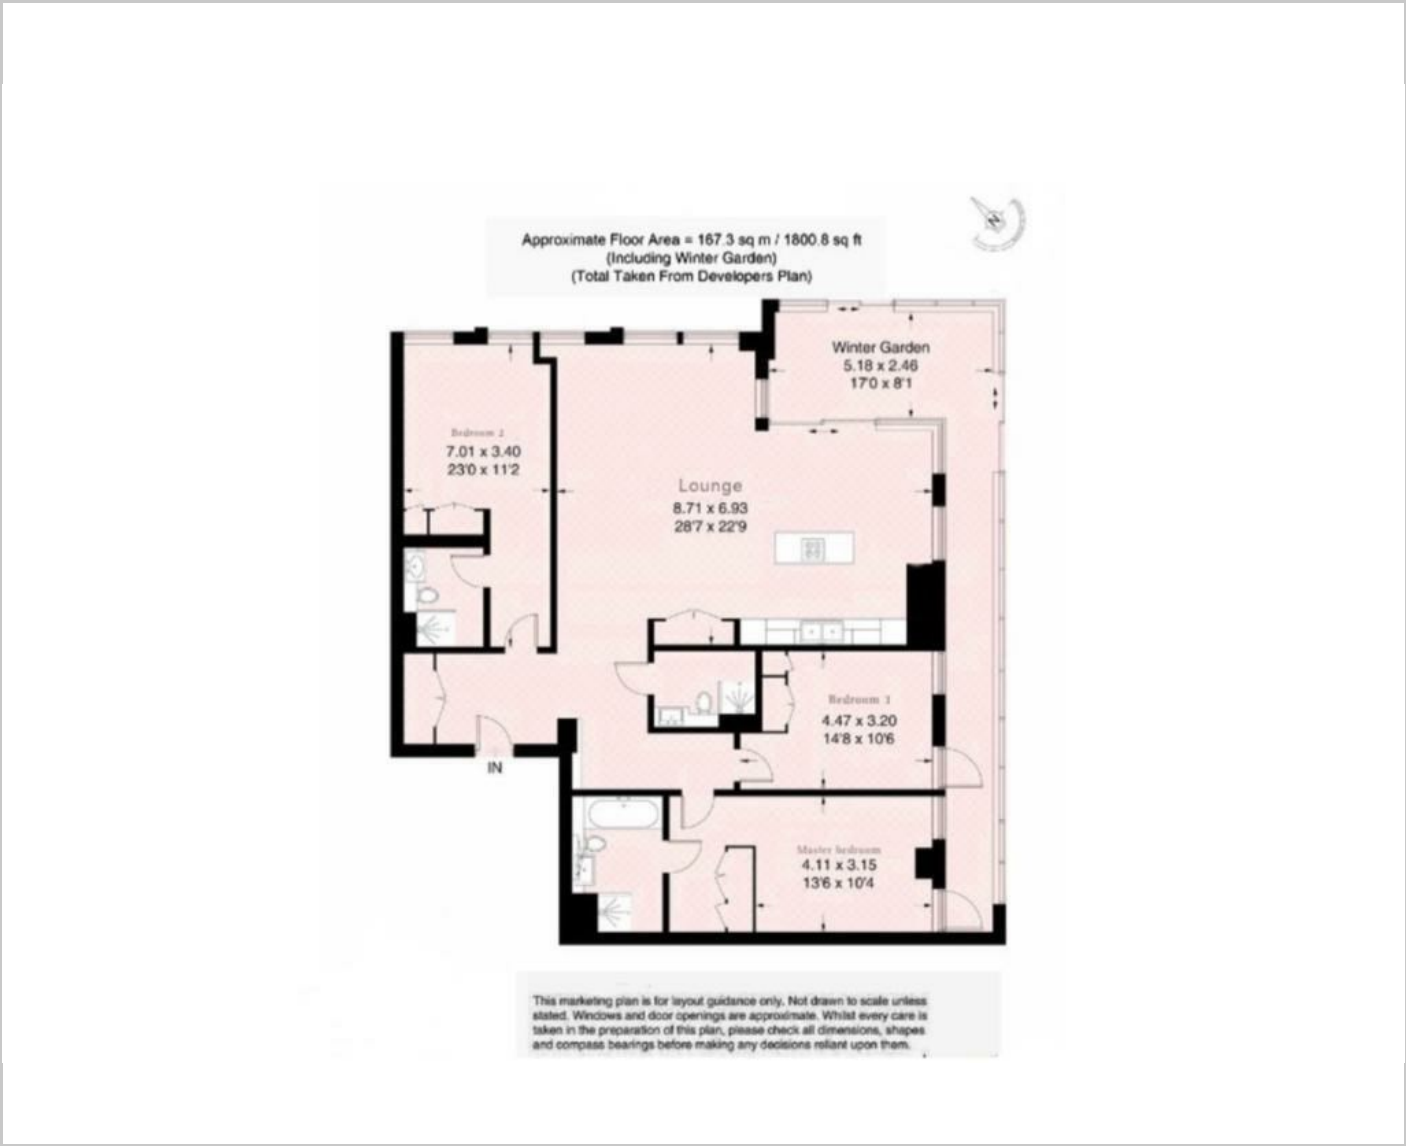 Approximate Floor Area = 167.3 sq m / 1800.8 sq ft
(Including Winter Garden)
(Total Taken From Developers Plan)
N
Winter Garden
5.18 x 2.46
17'0 x 8'1
Bedroom 2
7.01 x 3.40
23'0 x 11'2
Lounge
8.71 x 6.93
28'7 x 22'9
Bedroom 3
4.47 x 3.20
14'8 x 10'6
IN
Master bedroom
4.11 x 3.15
13'6 x 10'4
This marketing plan is for layout guidance only. Not drawn to scale unless
stated. Windows and door openings are approximate. Whilst every care is
taken in the preparation of this plan, please check all dimensions, shapes
and compass bearings before making any decisions reliant upon them.